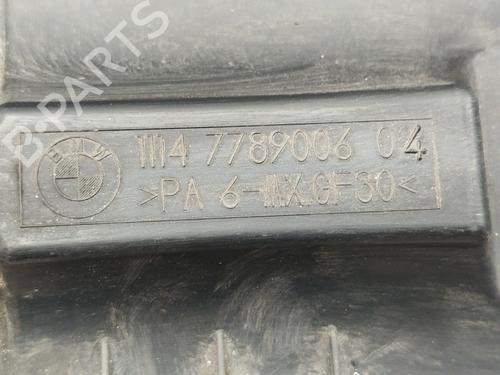 B-PARTS
BMW
1114 7789006 04
>PA 6-MX.GF30<